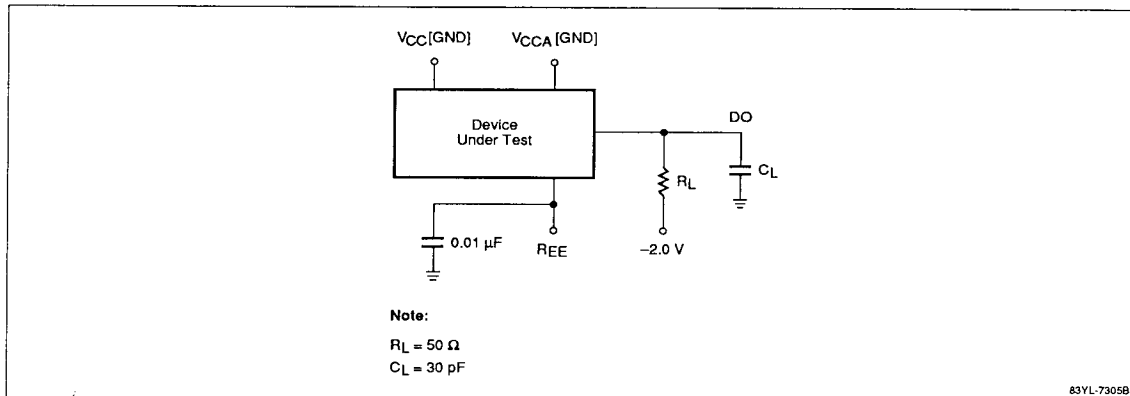 VCC[GND] VCCA [GND]
Device
Under Test
DO
RL
CL
0.01 µF
REE
–2.0 V
Note:
RL = 50 Ω
CL = 30 pF
83YL-7305B